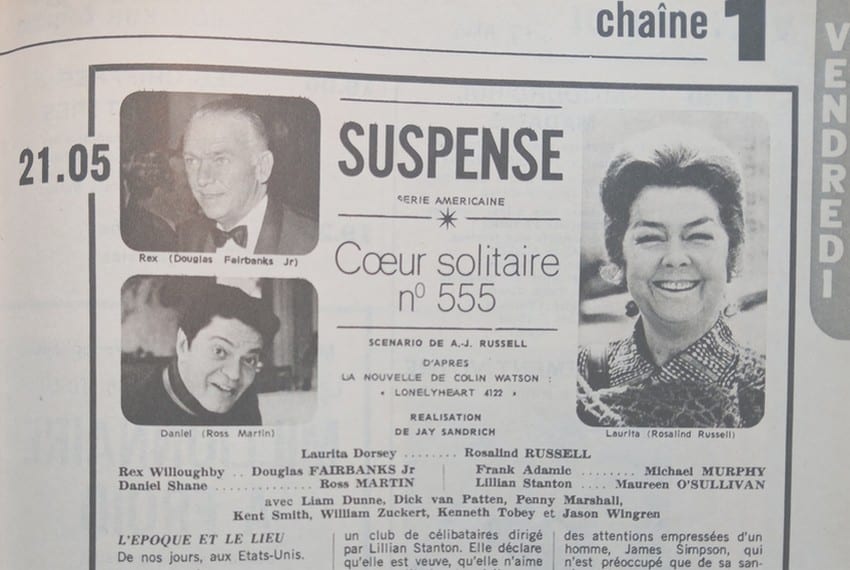 chaîne 1
VENDREDI
21.05
SUSPENSE
SERIE AMERICAINE
Cœur solitaire
nº 555
SCENARIO DE A.-J. RUSSELL
D'APRES
LA NOUVELLE DE COLIN WATSON :
« LONELYHEART 4122 »
REALISATION
DE JAY SANDRICH
Rex (Douglas Fairbanks Jr)
Daniel (Ross Martin)
Laurita (Rosalind Russell)
Laurita Dorsey ........ Rosalind RUSSELL
Rex Willoughby .. Douglas FAIRBANKS Jr
Daniel Shane .............. Ross MARTIN
Frank Adamic ........ Michael MURPHY
Lillian Stanton .... Maureen O'SULLIVAN
avec Liam Dunne, Dick van Patten, Penny Marshall,
Kent Smith, William Zuckert, Kenneth Tobey et Jason Wingren
L'EPOQUE ET LE LIEU
De nos jours, aux Etats-Unis.
un club de célibataires dirigé
par Lillian Stanton. Elle déclare
qu'elle est veuve, qu'elle n'aime
des attentions empressées d'un
homme, James Simpson, qui
n'est préoccupé que de sa san-